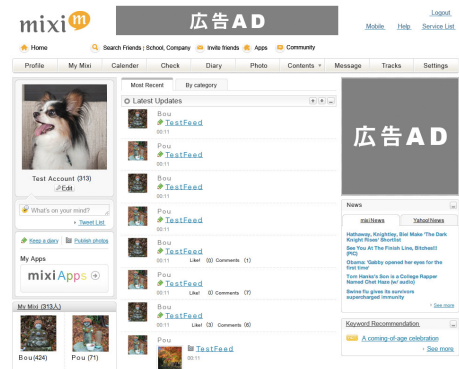 mixi
広告AD
Logout
Mobile Help Service List
Home Search Friends ; School, Company Invite friends Apps Community
Profile My Mixi Calender Check Diary Photo Contents Message Tracks Settings
Most Recent By category
Latest Updates
Bou
TestFeed
00:11
Pou
TestFeed
00:11
Bou
TestFeed
00:11
Pou
TestFeed
00:11
Bou
TestFeed
00:11 Like! (0) Comments (1)
Pou
TestFeed
00:11 Like! (0) Comments (7)
Bou
TestFeed
00:11 Like! (3) Comments (6)
Pou
TestFeed
00:11
Test Account (313)
Edit
What's on your mind?
Tweet List
Keep a diary Publish photos
My Apps
mixiApps
My Mixi (313人)
Bou(424) Pou (71)
広告AD
News
mixiNews Yahoo!News
Hathaway, Knightley, Biel Make 'The Dark
Knight Rises' Shortlist
See You At The Finish Line, Bitches!!
(PIC)
Obama: 'Gabby opened her eyes for the
first time'
Tom Hanks's Son is a College Rapper
Named Chet Haze (w/ audio)
Swine flu gives its survivors
supercharged immunity
See more
Keyword Recommendation
A coming-of-age celebration
See more